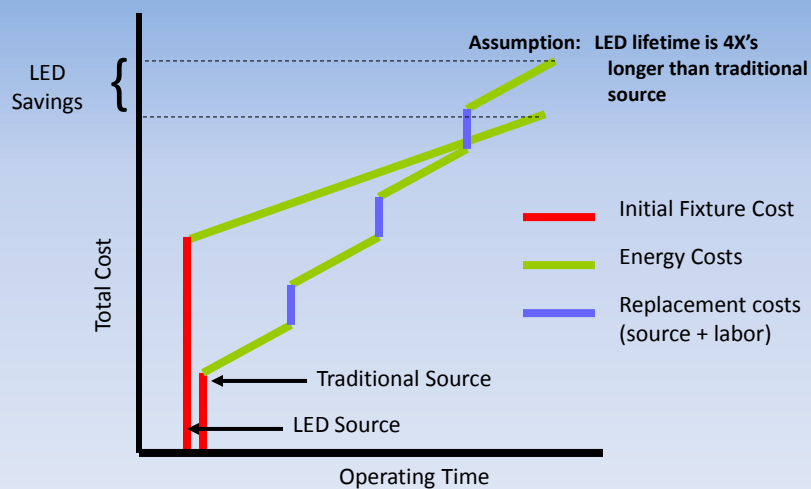 Assumption: LED lifetime is 4X's
longer than traditional
source
LED
Savings
{
Total Cost
Initial Fixture Cost
Energy Costs
Replacement costs
(source + labor)
Traditional Source
LED Source
Operating Time